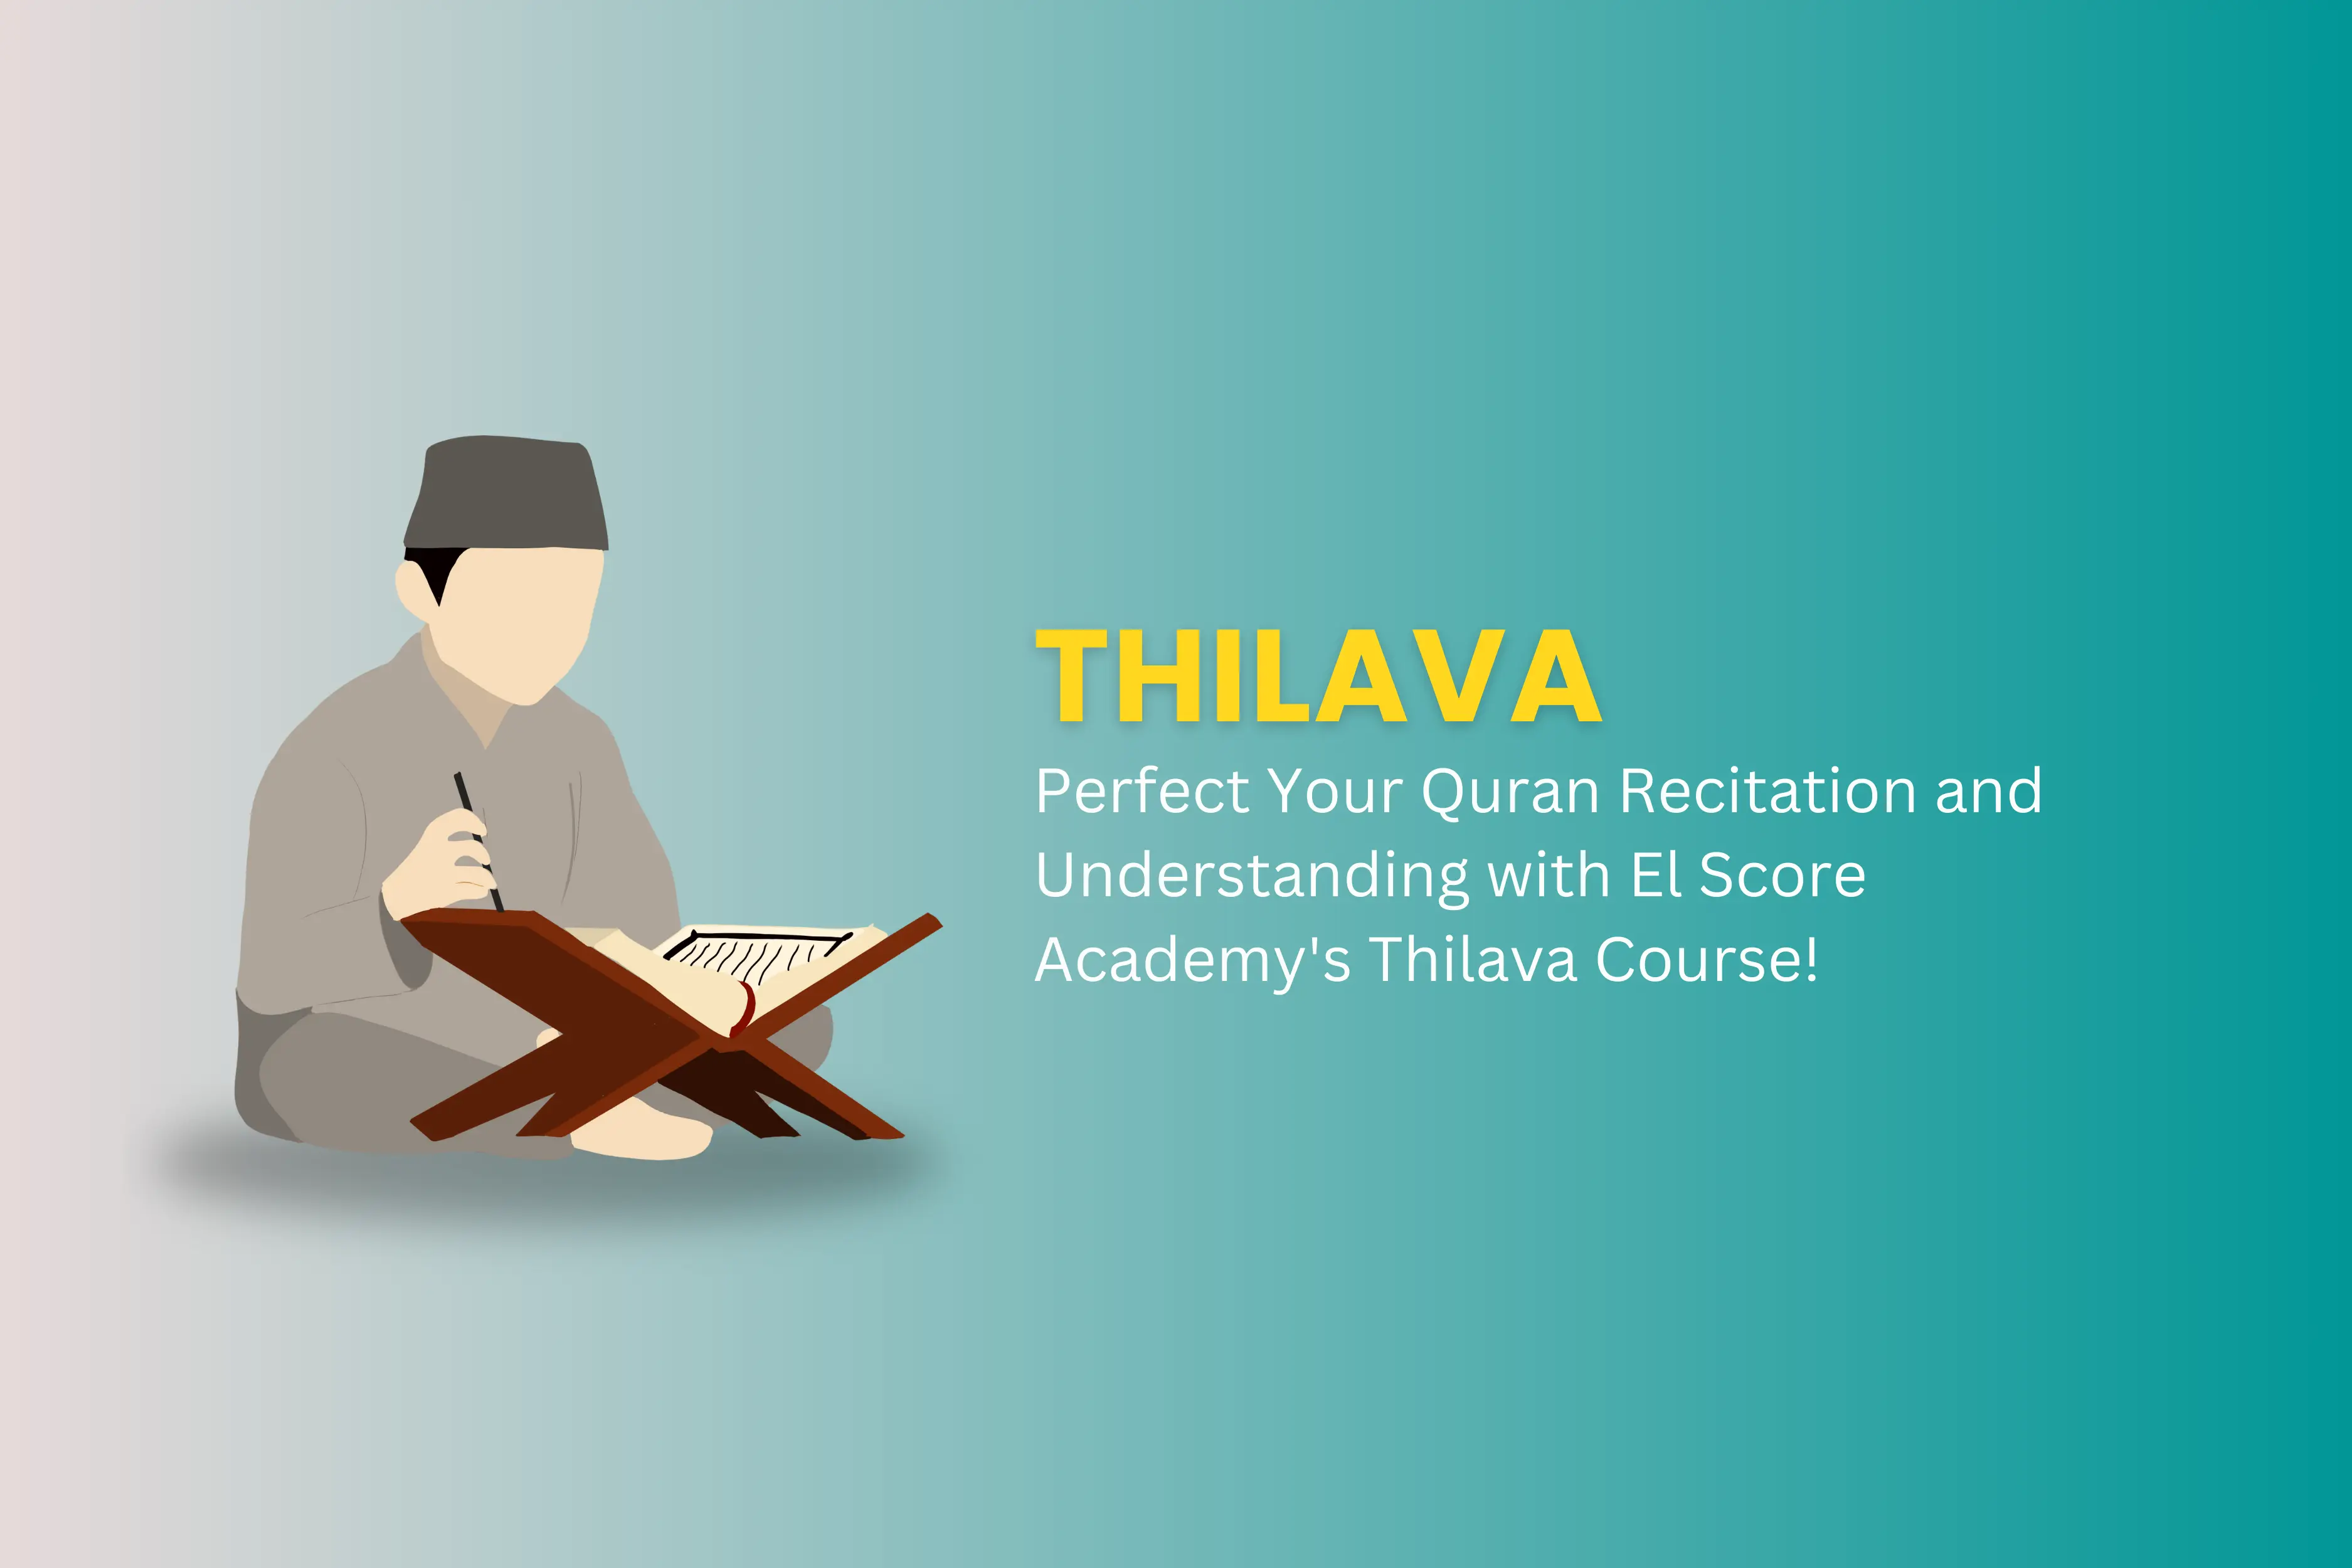 THILAVA
Perfect Your Quran Recitation and
Understanding with El Score
Academy's Thilava Course!